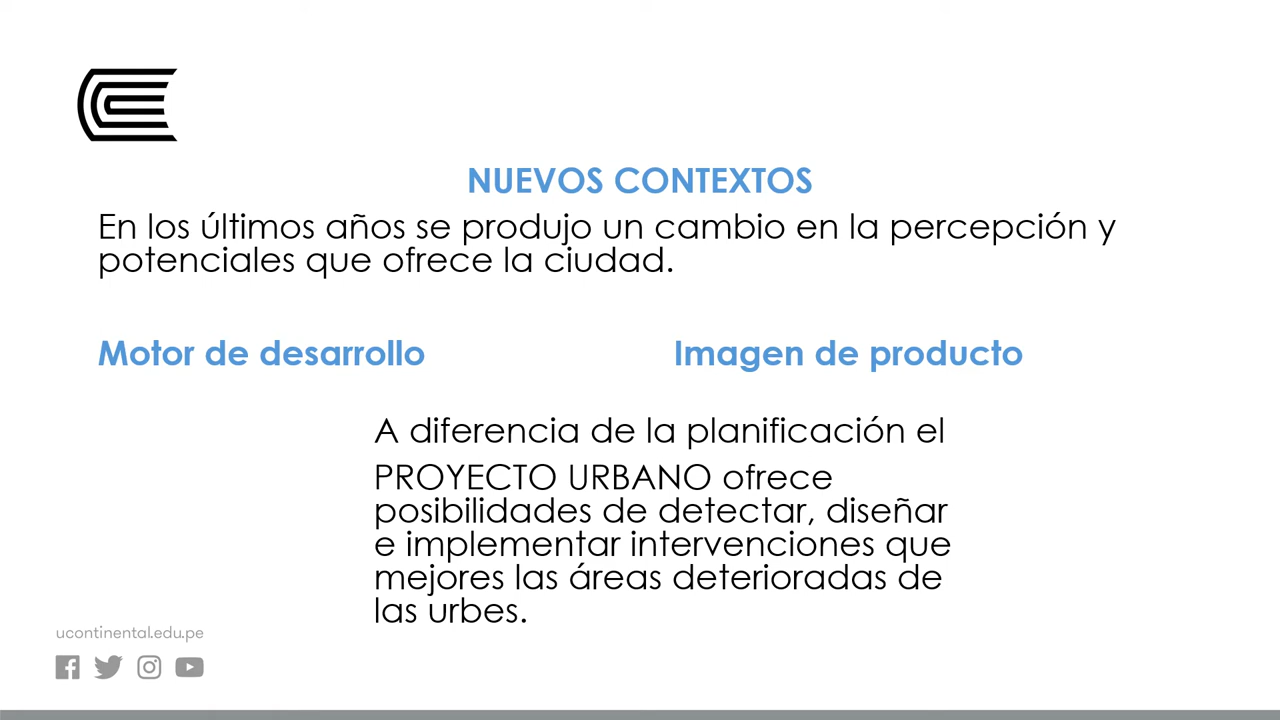 NUEVOS CONTEXTOS
En los últimos años se produjo un cambio en la percepción y
potenciales que ofrece la ciudad.
Motor de desarrollo
Imagen de producto
A diferencia de la planificación el
PROYECTO URBANO ofrece
posibilidades de detectar, diseñar
e implementar intervenciones que
mejores las áreas deterioradas de
las urbes.
ucontinental.edu.pe